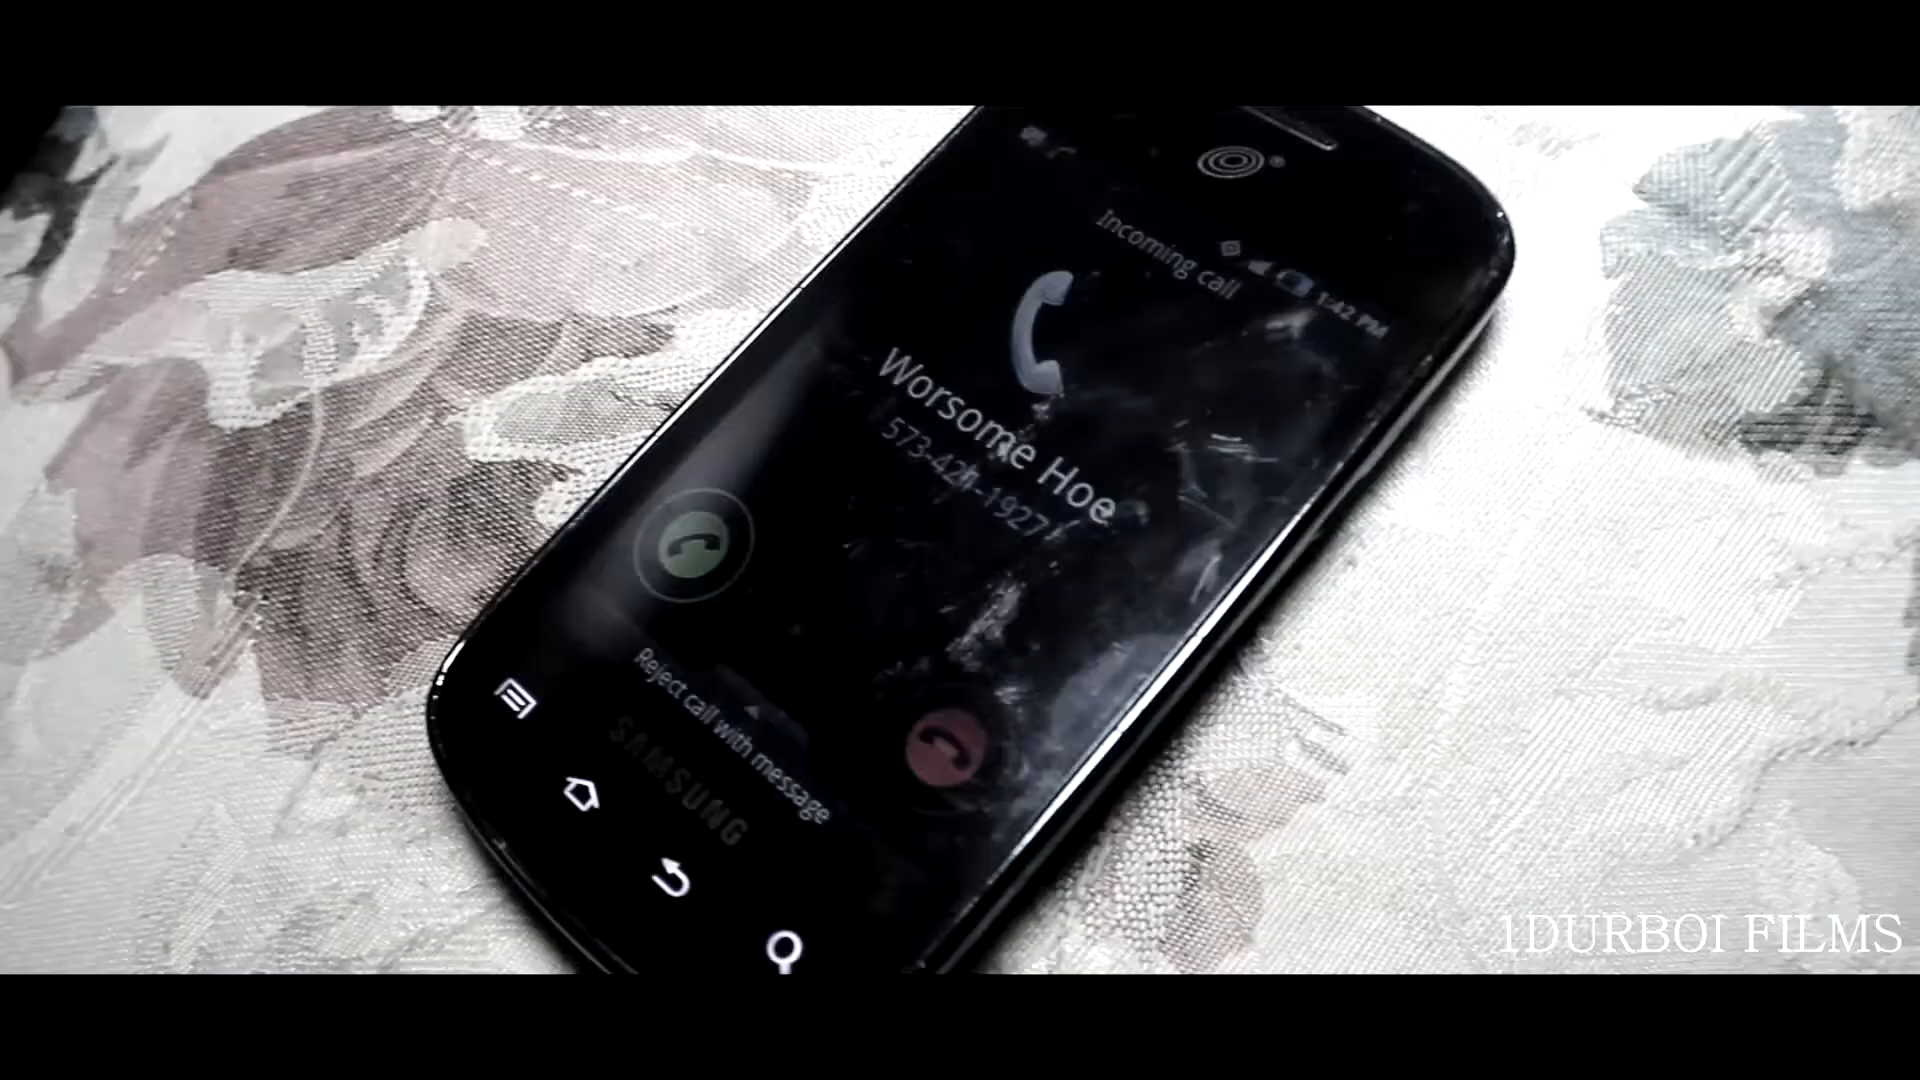 Incoming call
1:42 PM
Worsome Hoe
Reject call with message
SAMSUNG
1DURBOI FILMS